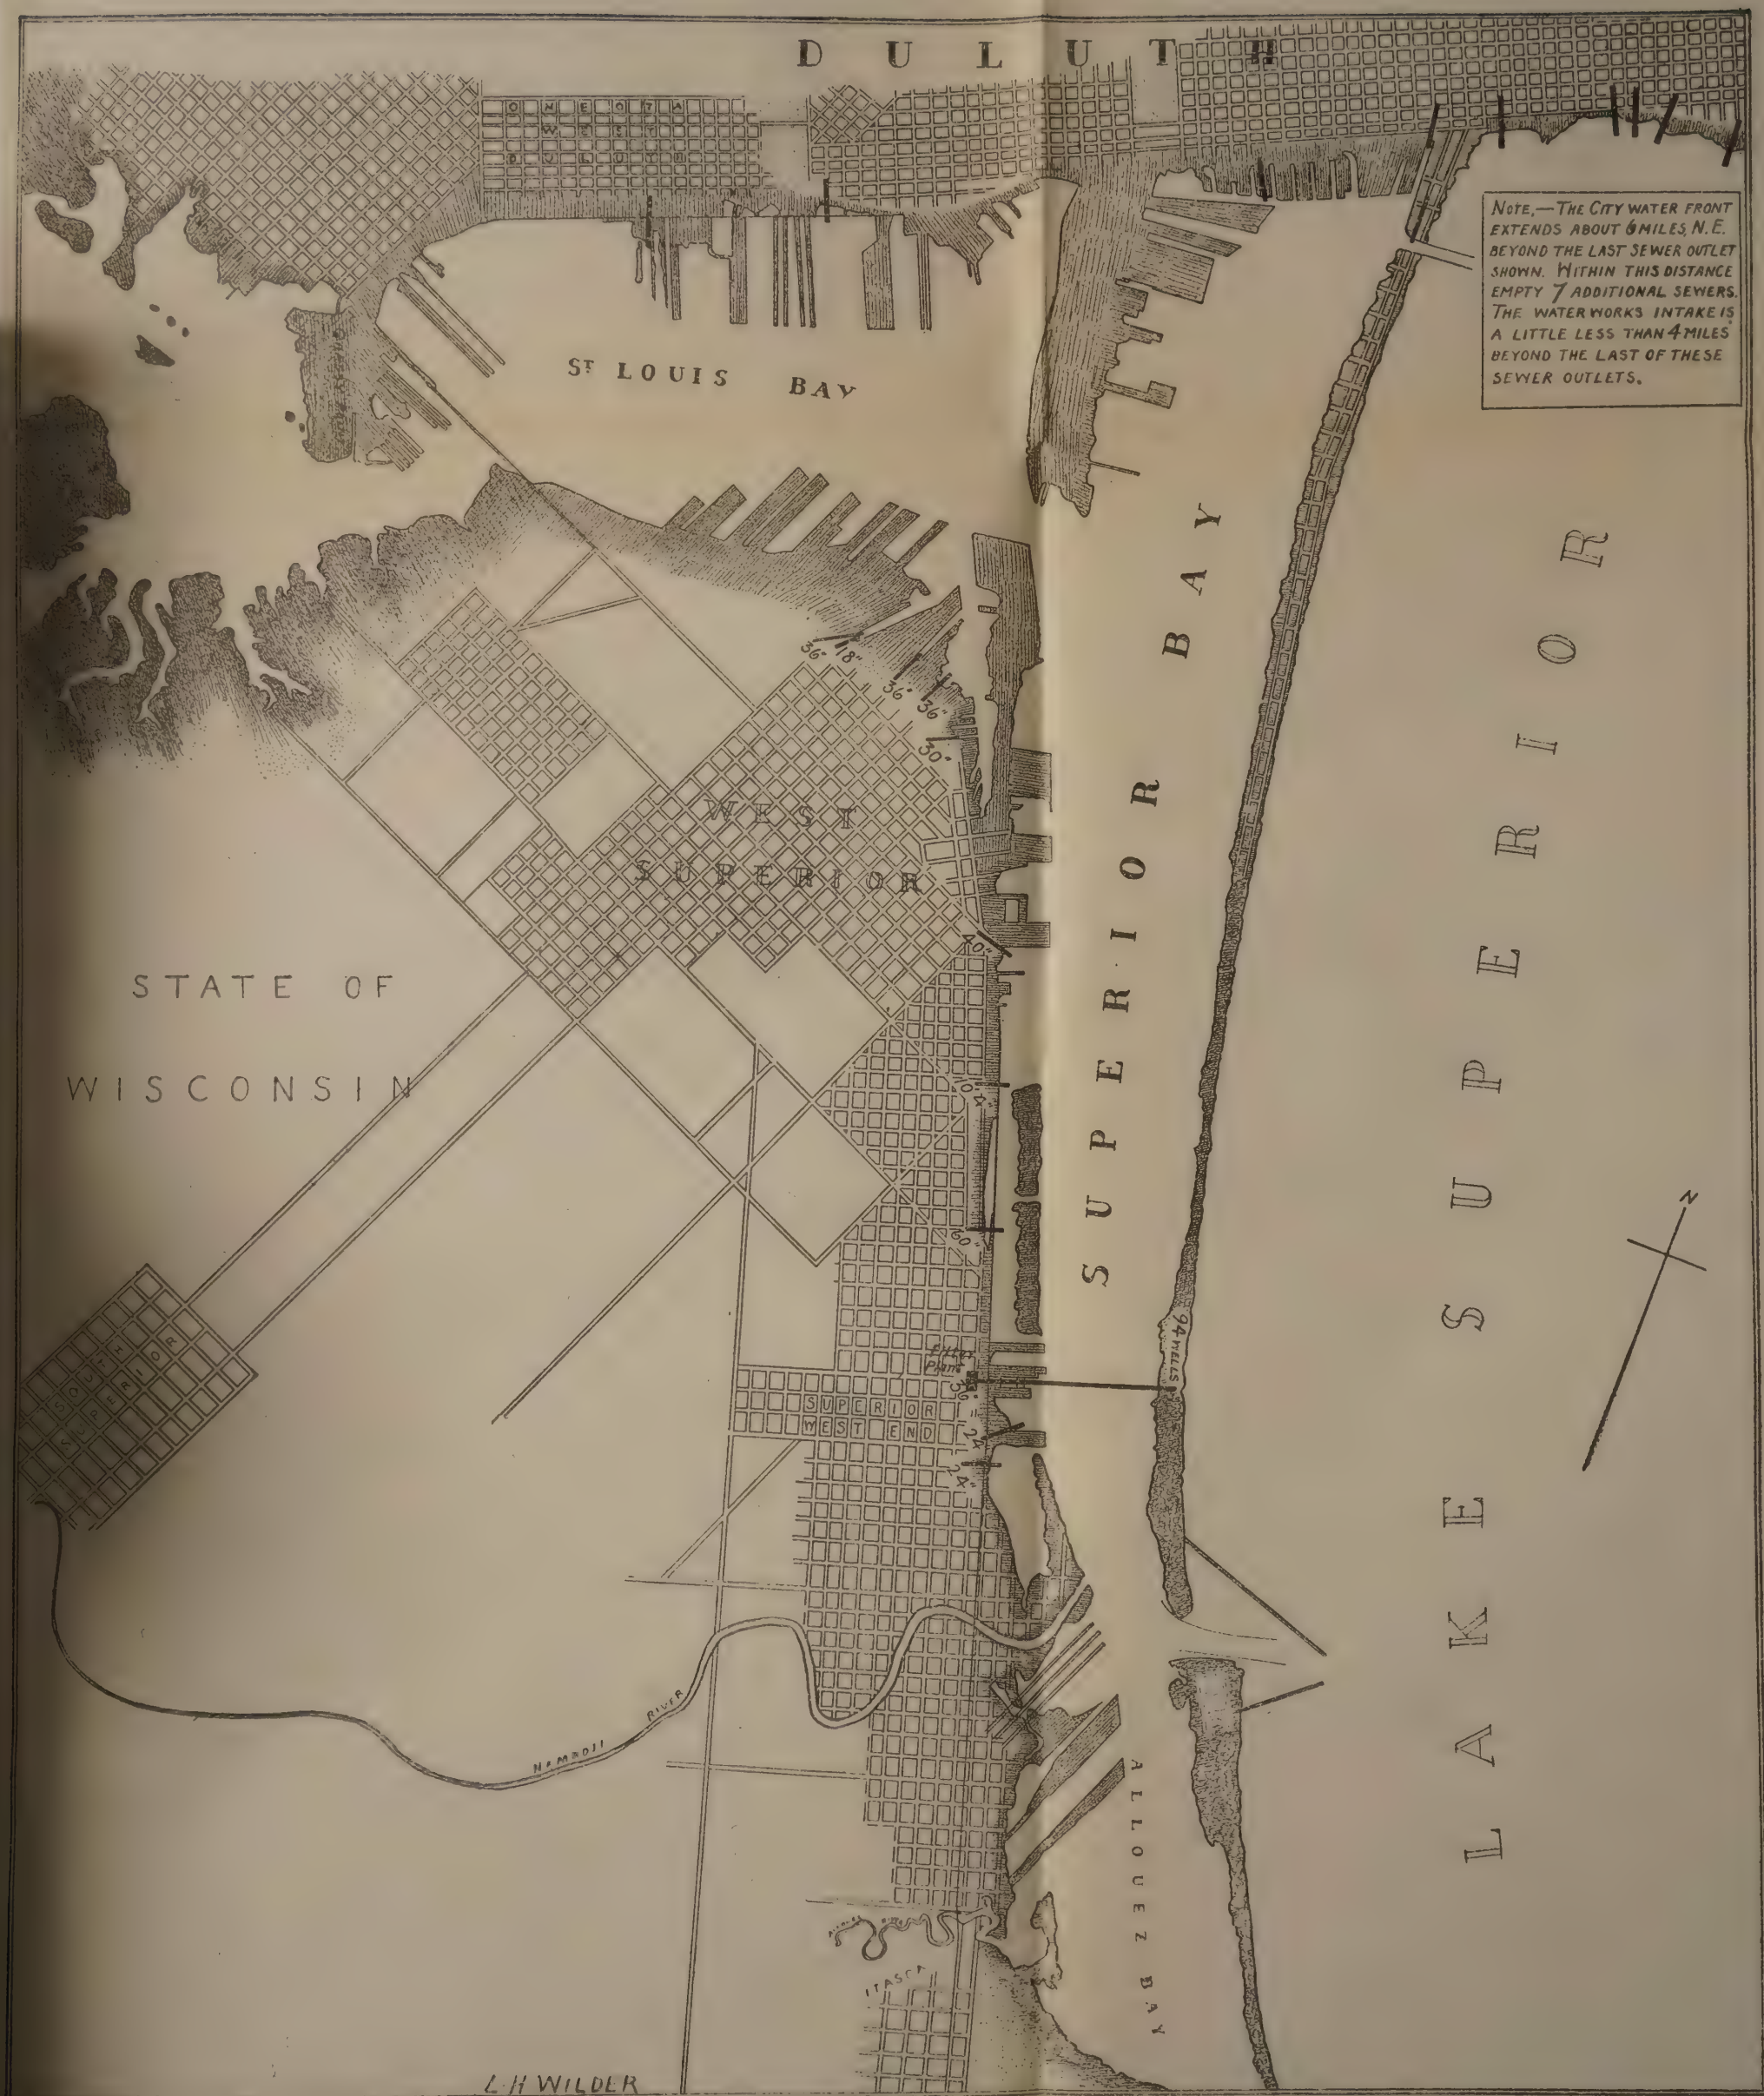 DULUTH
ONEOTA
WEST
DULUTH
NOTE,—THE CITY WATER FRONT
EXTENDS ABOUT 6 MILES, N.E.
BEYOND THE LAST SEWER OUTLET
SHOWN. WITHIN THIS DISTANCE
EMPTY 7 ADDITIONAL SEWERS.
THE WATER WORKS INTAKE IS
A LITTLE LESS THAN 4 MILES
BEYOND THE LAST OF THESE
SEWER OUTLETS.
ST LOUIS BAY
SUPERIOR BAY
LAKE SUPERIOR
36"
18"
36"
36"
30"
WEST
SUPERIOR
40"
STATE OF
WISCONSIN
60"
N
94 WELLS
Filter
Plant
36"
SUPERIOR
WEST END
24"
24"
SOUTH
SUPERIOR
NEMADJI RIVER
ALLOUEZ BAY
ITASCA
L.H WILDER